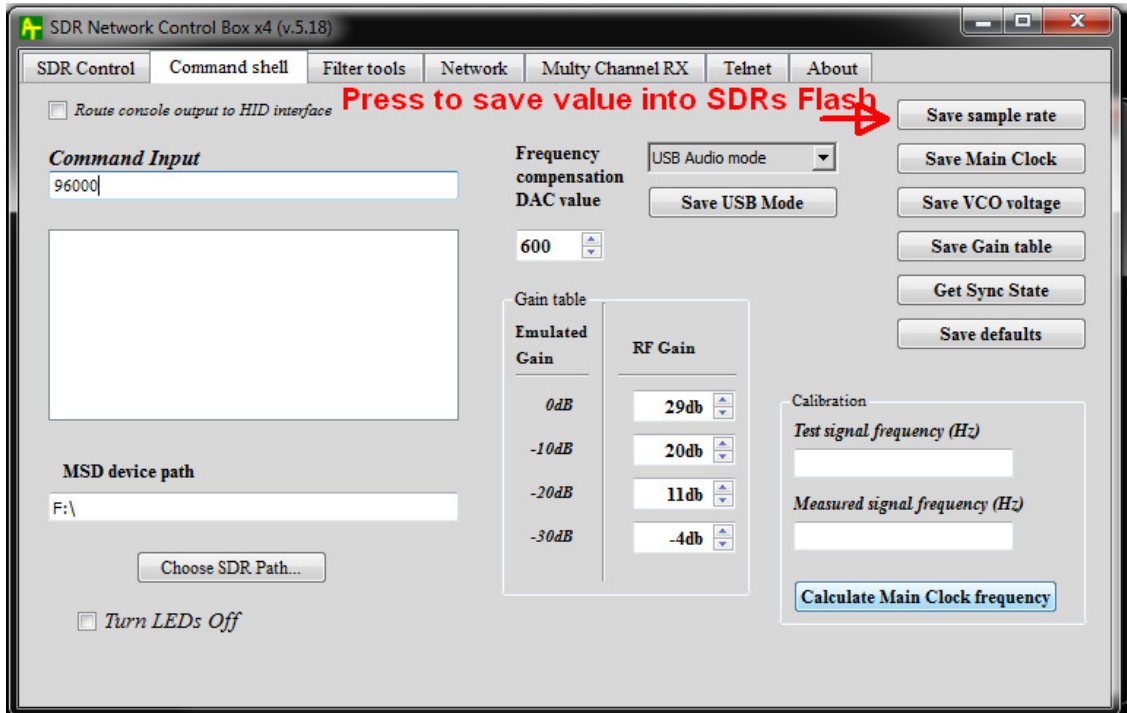 SDR Network Control Box x4 (v.5.18)
SDR Control
Command shell
Filter tools
Network
Multy Channel RX
Telnet
About
Route console output to HID interface
Press to save value into SDRs Flash
Save sample rate
Command Input
96000
Frequency
compensation
DAC value
USB Audio mode
Save Main Clock
Save USB Mode
Save VCO voltage
600
Save Gain table
Get Sync State
Save defaults
Gain table
Emulated
Gain
RF Gain
0dB
29db
-10dB
20db
-20dB
11db
-30dB
-4db
Calibration
Test signal frequency (Hz)
Measured signal frequency (Hz)
Calculate Main Clock frequency
MSD device path
F:\
Choose SDR Path...
Turn LEDs Off